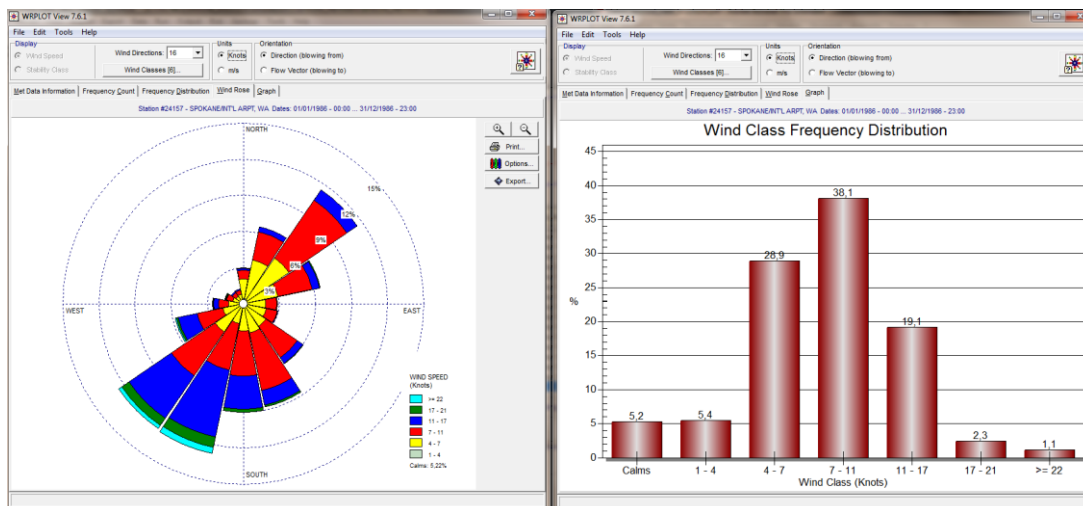 WRPLOT View 7.6.1
File Edit Tools Help
Display
Wind Speed
Stability Class
Wind Directions: 16
Wind Classes [6]...
Units
Knots
m/s
Orientation
Direction (blowing from)
Flow Vector (blowing to)
Met Data Information Frequency Count Frequency Distribution Wind Rose Graph
Station #24157 - SPOKANE/INT'L ARPT, WA Dates: 01/01/1986 - 00:00 ... 31/12/1986 - 23:00
NORTH
15%
12%
9%
6%
3%
WEST
EAST
SOUTH
Print...
Options...
Export...
WIND SPEED
(Knots)
>= 22
17 - 21
11 - 17
7 - 11
4 - 7
1 - 4
Calms: 5,22%
WRPLOT View 7.6.1
File Edit Tools Help
Display
Wind Speed
Stability Class
Wind Directions: 16
Wind Classes [6]...
Units
Knots
m/s
Orientation
Direction (blowing from)
Flow Vector (blowing to)
Met Data Information Frequency Count Frequency Distribution Wind Rose Graph
Station #24157 - SPOKANE/INT'L ARPT, WA Dates: 01/01/1986 - 00:00 ... 31/12/1986 - 23:00
Wind Class Frequency Distribution
45
40
35
30
25
%
20
15
10
5
0
5,2
5,4
28,9
38,1
19,1
2,3
1,1
Calms 1 - 4 4 - 7 7 - 11 11 - 17 17 - 21 >= 22
Wind Class (Knots)